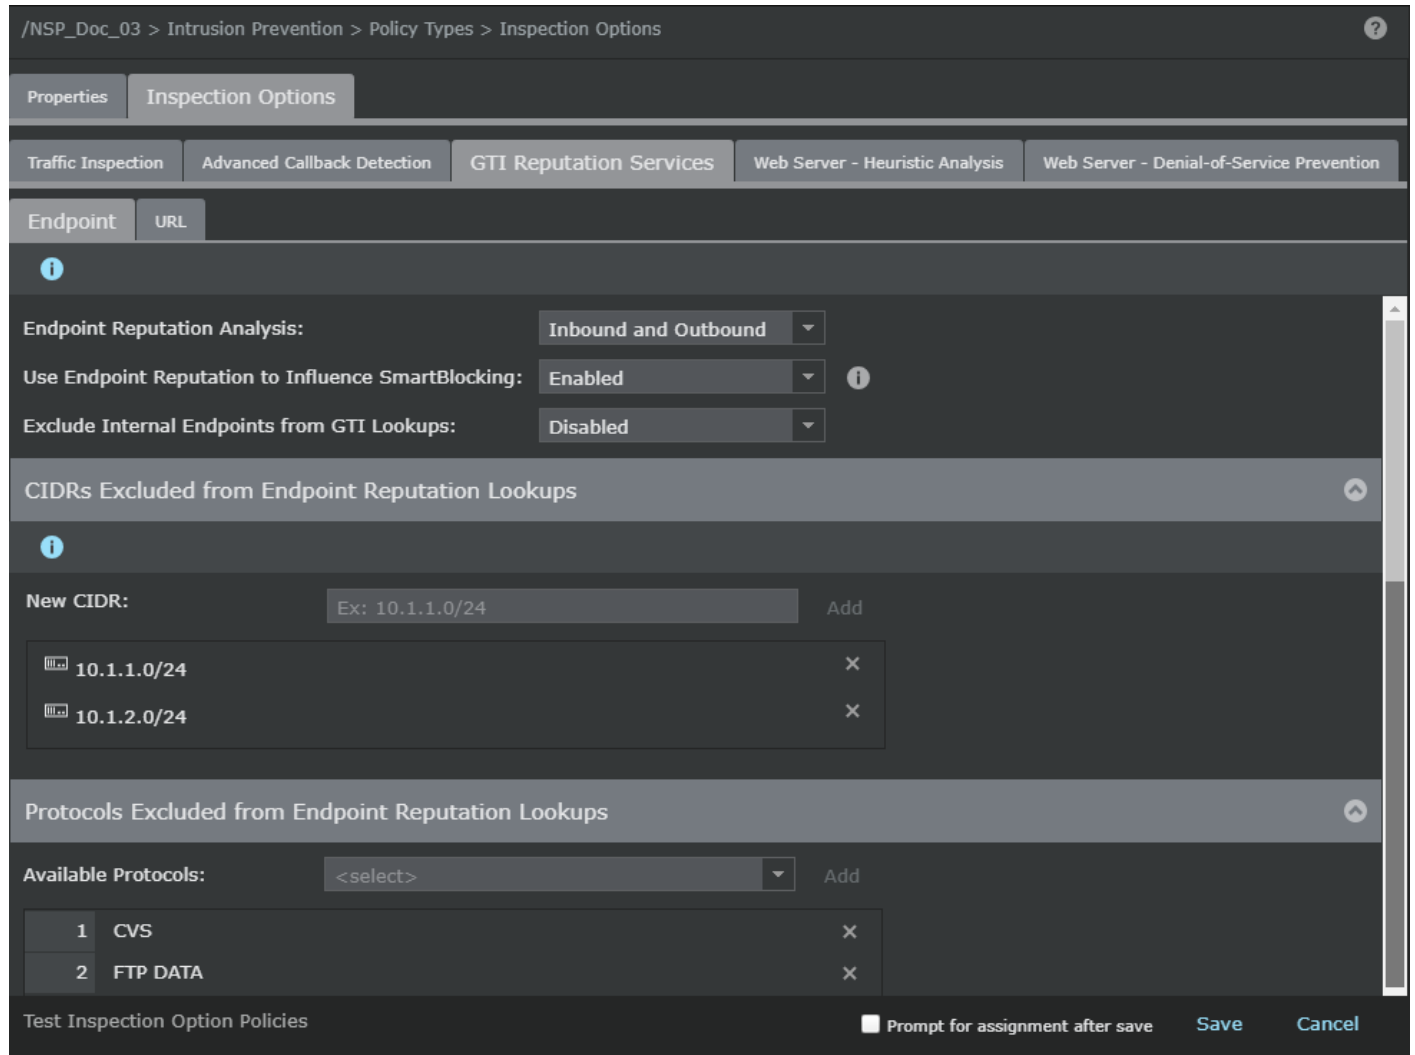 /NSP_Doc_03 > Intrusion Prevention > Policy Types > Inspection Options
Properties Inspection Options
Traffic Inspection Advanced Callback Detection GTI Reputation Services Web Server - Heuristic Analysis Web Server - Denial-of-Service Prevention
Endpoint URL
Endpoint Reputation Analysis: Inbound and Outbound
Use Endpoint Reputation to Influence SmartBlocking: Enabled
Exclude Internal Endpoints from GTI Lookups: Disabled
CIDRs Excluded from Endpoint Reputation Lookups
New CIDR: Ex: 10.1.1.0/24 Add
10.1.1.0/24
10.1.2.0/24
Protocols Excluded from Endpoint Reputation Lookups
Available Protocols: <select> Add
1 CVS
2 FTP DATA
Test Inspection Option Policies Prompt for assignment after save Save Cancel